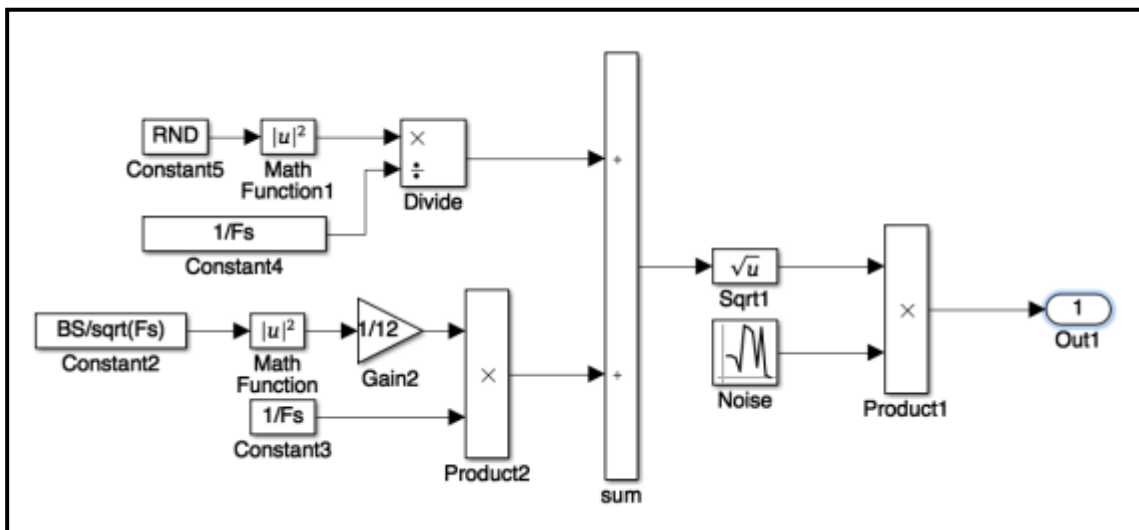 RND
Constant5
|u|²
Math
Function1
×
÷
Divide
1/Fs
Constant4
BS/sqrt(Fs)
Constant2
|u|²
Math
Function
1/12
Gain2
1/Fs
Constant3
×
Product2
+
+
sum
√u
Sqrt1
Noise
×
Product1
1
Out1